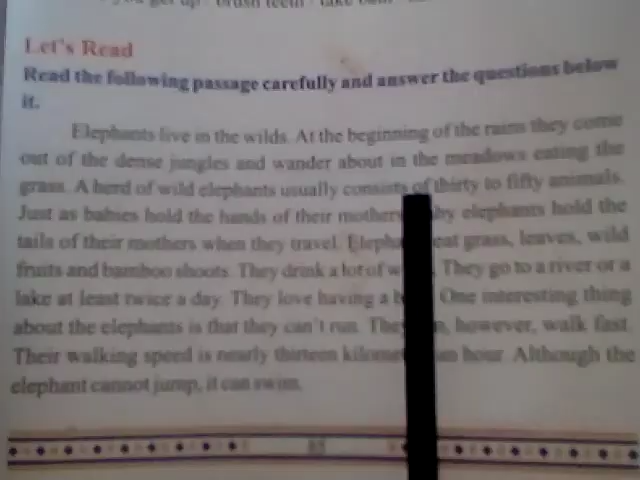 brush teeth
Let's Read
Read the following passage carefully and answer the questions below
it.
Elephants live in the wilds. At the beginning of the rains they come
out of the dense jungles and wander about in the meadows eating the
grass. A herd of wild elephants usually consists of thirty to fifty animals.
Just as babies hold the hands of their mothers by elephants hold the
tails of their mothers when they travel. Elepha eat grass, leaves, wild
fruits and bamboo shoots. They drink a lot of w . They go to a river or a
lake at least twice a day. They love having a b One interesting thing
about the elephants is that they can't run. They n, however, walk fast.
Their walking speed is nearly thirteen kilomet an hour. Although the
elephant cannot jump, it can swim.